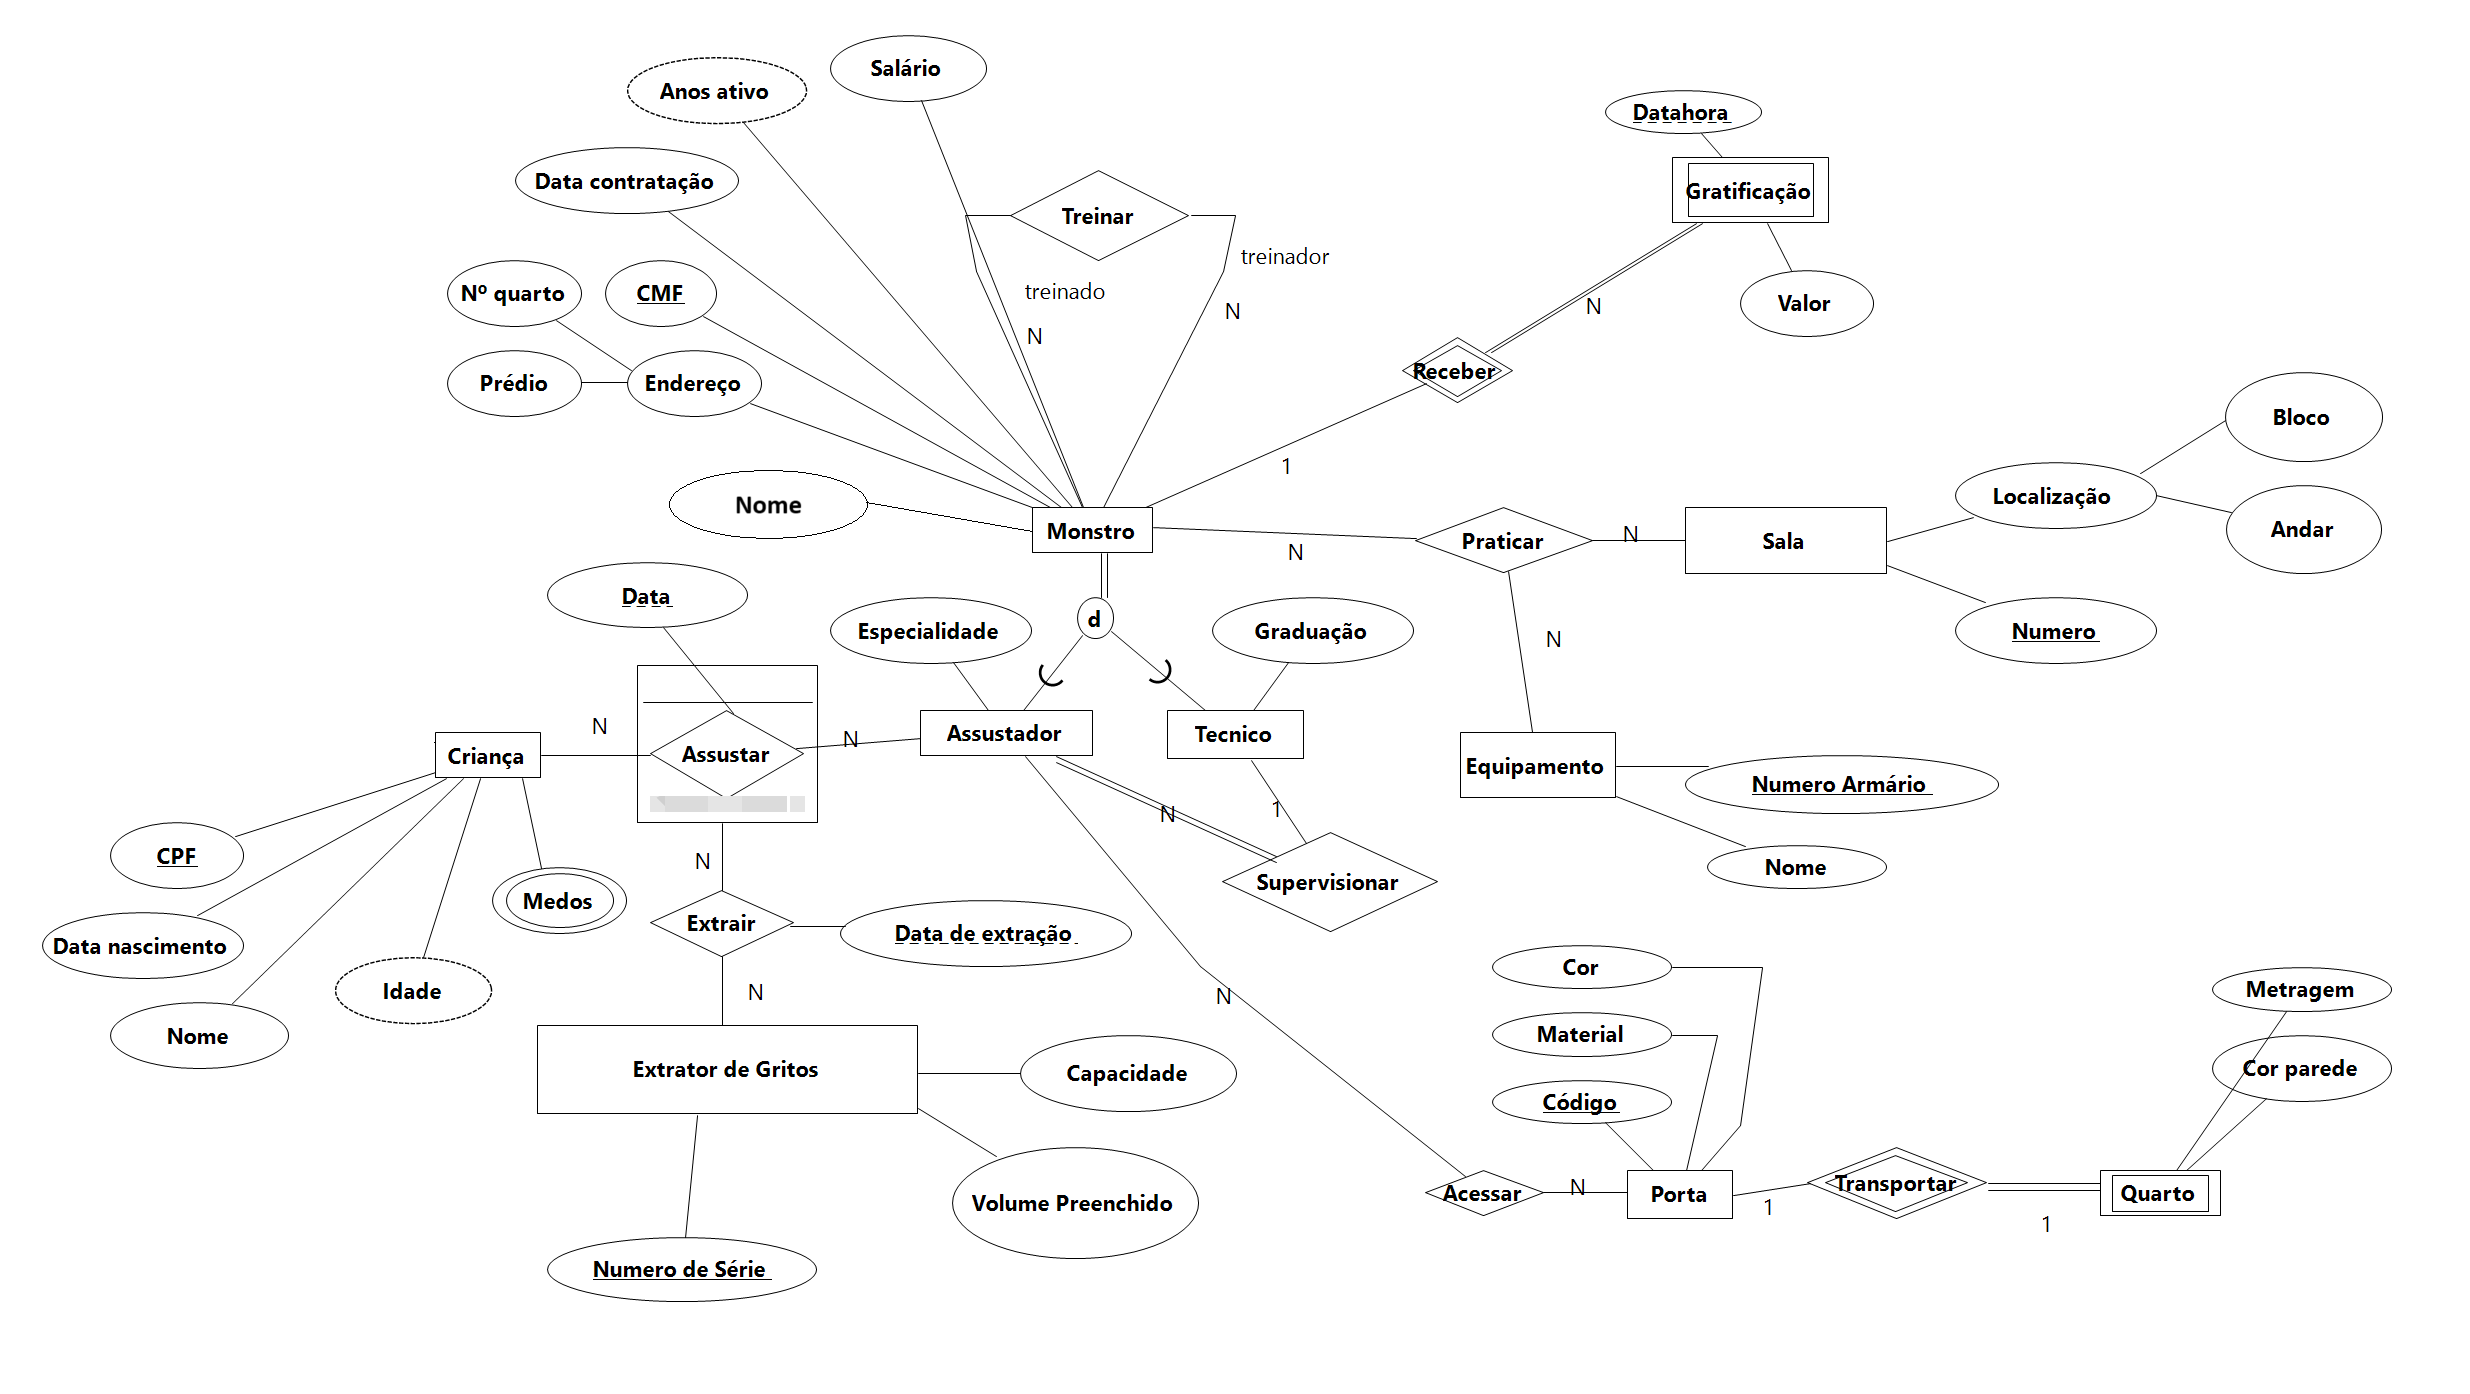 Salário
Anos ativo
Datahora
Data contratação
Gratificação
Treinar
treinador
Nº quarto
CMF
treinado
N
N
N
Valor
Receber
Prédio
Endereço
Bloco
1
Localização
Nome
Andar
Monstro
N
Praticar
N
Sala
Data
Especialidade
d
Graduação
N
Numero
N
Assustar
N
Assustador
Tecnico
Criança
Equipamento
Numero Armário
N
1
CPF
N
Nome
Medos
Supervisionar
Extrair
Data de extração
Data nascimento
Cor
Idade
N
N
Metragem
Nome
Material
Extrator de Gritos
Capacidade
Cor parede
Código
Volume Preenchido
Acessar
N
Porta
1
Transportar
1
Quarto
Numero de Série